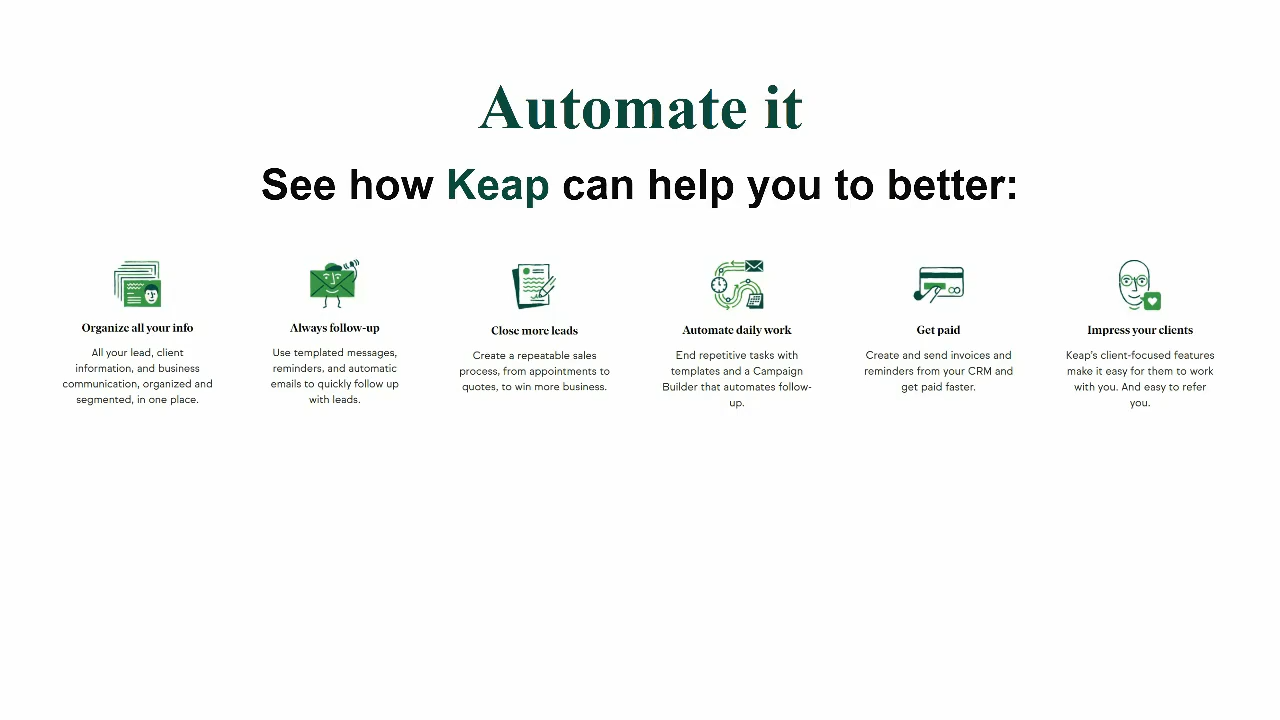 Automate it
See how Keap can help you to better:
Organize all your info
All your lead, client
information, and business
communication, organized and
segmented, in one place.
Always follow-up
Use templated messages,
reminders, and automatic
emails to quickly follow up
with leads.
Close more leads
Create a repeatable sales
process, from appointments to
quotes, to win more business.
Automate daily work
End repetitive tasks with
templates and a Campaign
Builder that automates follow-
up.
Get paid
Create and send invoices and
reminders from your CRM and
get paid faster.
Impress your clients
Keap's client-focused features
make it easy for them to work
with you. And easy to refer
you.